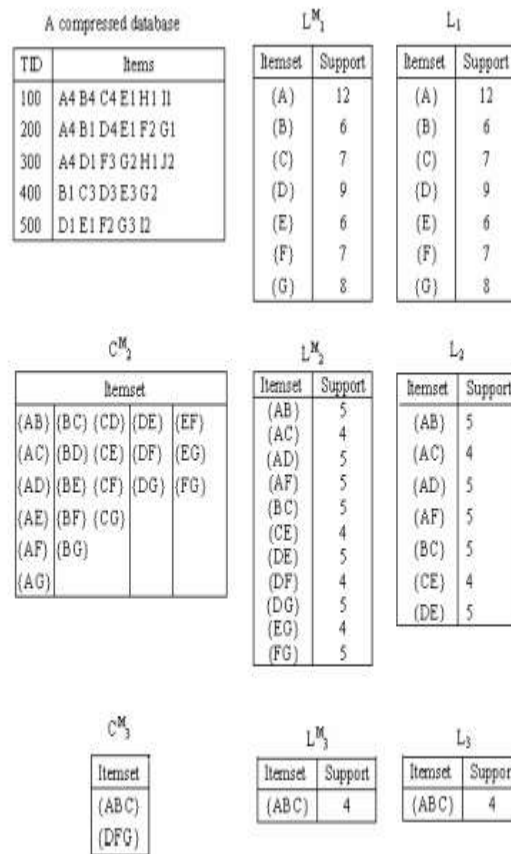 A compressed database
TID Items
100 A4 B4 C4 E1 H1 I1
200 A4 B1 D4 E1 F2 G1
300 A4 D1 F3 G2 H1 J2
400 B1 C3 D3 E3 G2
500 D1 E1 F2 G3 I2
L^M_1
Itemset Support
(A) 12
(B) 6
(C) 7
(D) 9
(E) 6
(F) 7
(G) 8
L_1
Itemset Support
(A) 12
(B) 6
(C) 7
(D) 9
(E) 6
(F) 7
(G) 8
C^M_2
Itemset
(AB) (BC) (CD) (DE) (EF)
(AC) (BD) (CE) (DF) (EG)
(AD) (BE) (CF) (DG) (FG)
(AE) (BF) (CG)
(AF) (BG)
(AG)
L^M_2
Itemset Support
(AB) 5
(AC) 4
(AD) 5
(AF) 5
(BC) 5
(CE) 4
(DE) 5
(DF) 4
(DG) 5
(EG) 4
(FG) 5
L_2
Itemset Support
(AB) 5
(AC) 4
(AD) 5
(AF) 5
(BC) 5
(CE) 4
(DE) 5
C^M_3
Itemset
(ABC)
(DFG)
L^M_3
Itemset Support
(ABC) 4
L_3
Itemset Suppor
(ABC) 4